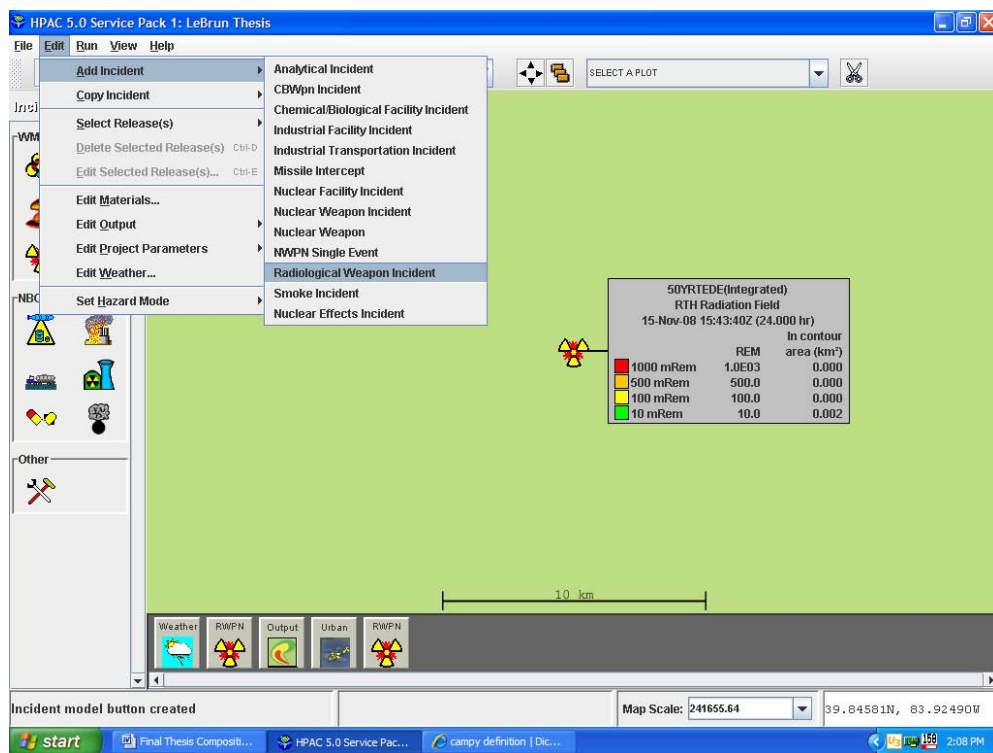 HPAC 5.0 Service Pack 1: LeBrun Thesis
File Edit Run View Help
SELECT A PLOT
Add Incident
Copy Incident
Select Release(s)
Delete Selected Release(s) Ctrl-D
Edit Selected Release(s)... Ctrl-E
Edit Materials...
Edit Output
Edit Project Parameters
Edit Weather...
Set Hazard Mode
Analytical Incident
CBWpn Incident
Chemical/Biological Facility Incident
Industrial Facility Incident
Industrial Transportation Incident
Missile Intercept
Nuclear Facility Incident
Nuclear Weapon Incident
Nuclear Weapon
NWPN Single Event
Radiological Weapon Incident
Smoke Incident
Nuclear Effects Incident
Inci
WM
NBC
Other
50YRTEDE(Integrated)
RTH Radiation Field
15-Nov-08 15:43:40Z (24.000 hr)
In contour
REM area (km²)
1000 mRem 1.0E03 0.000
500 mRem 500.0 0.000
100 mRem 100.0 0.000
10 mRem 10.0 0.002
10 km
Weather RWPN Output Urban RWPN
Incident model button created
Map Scale: 241655.64
39.84581N, 83.92490W
start Final Thesis Compositi... HPAC 5.0 Service Pac... campy definition | Dic... 159 2:08 PM